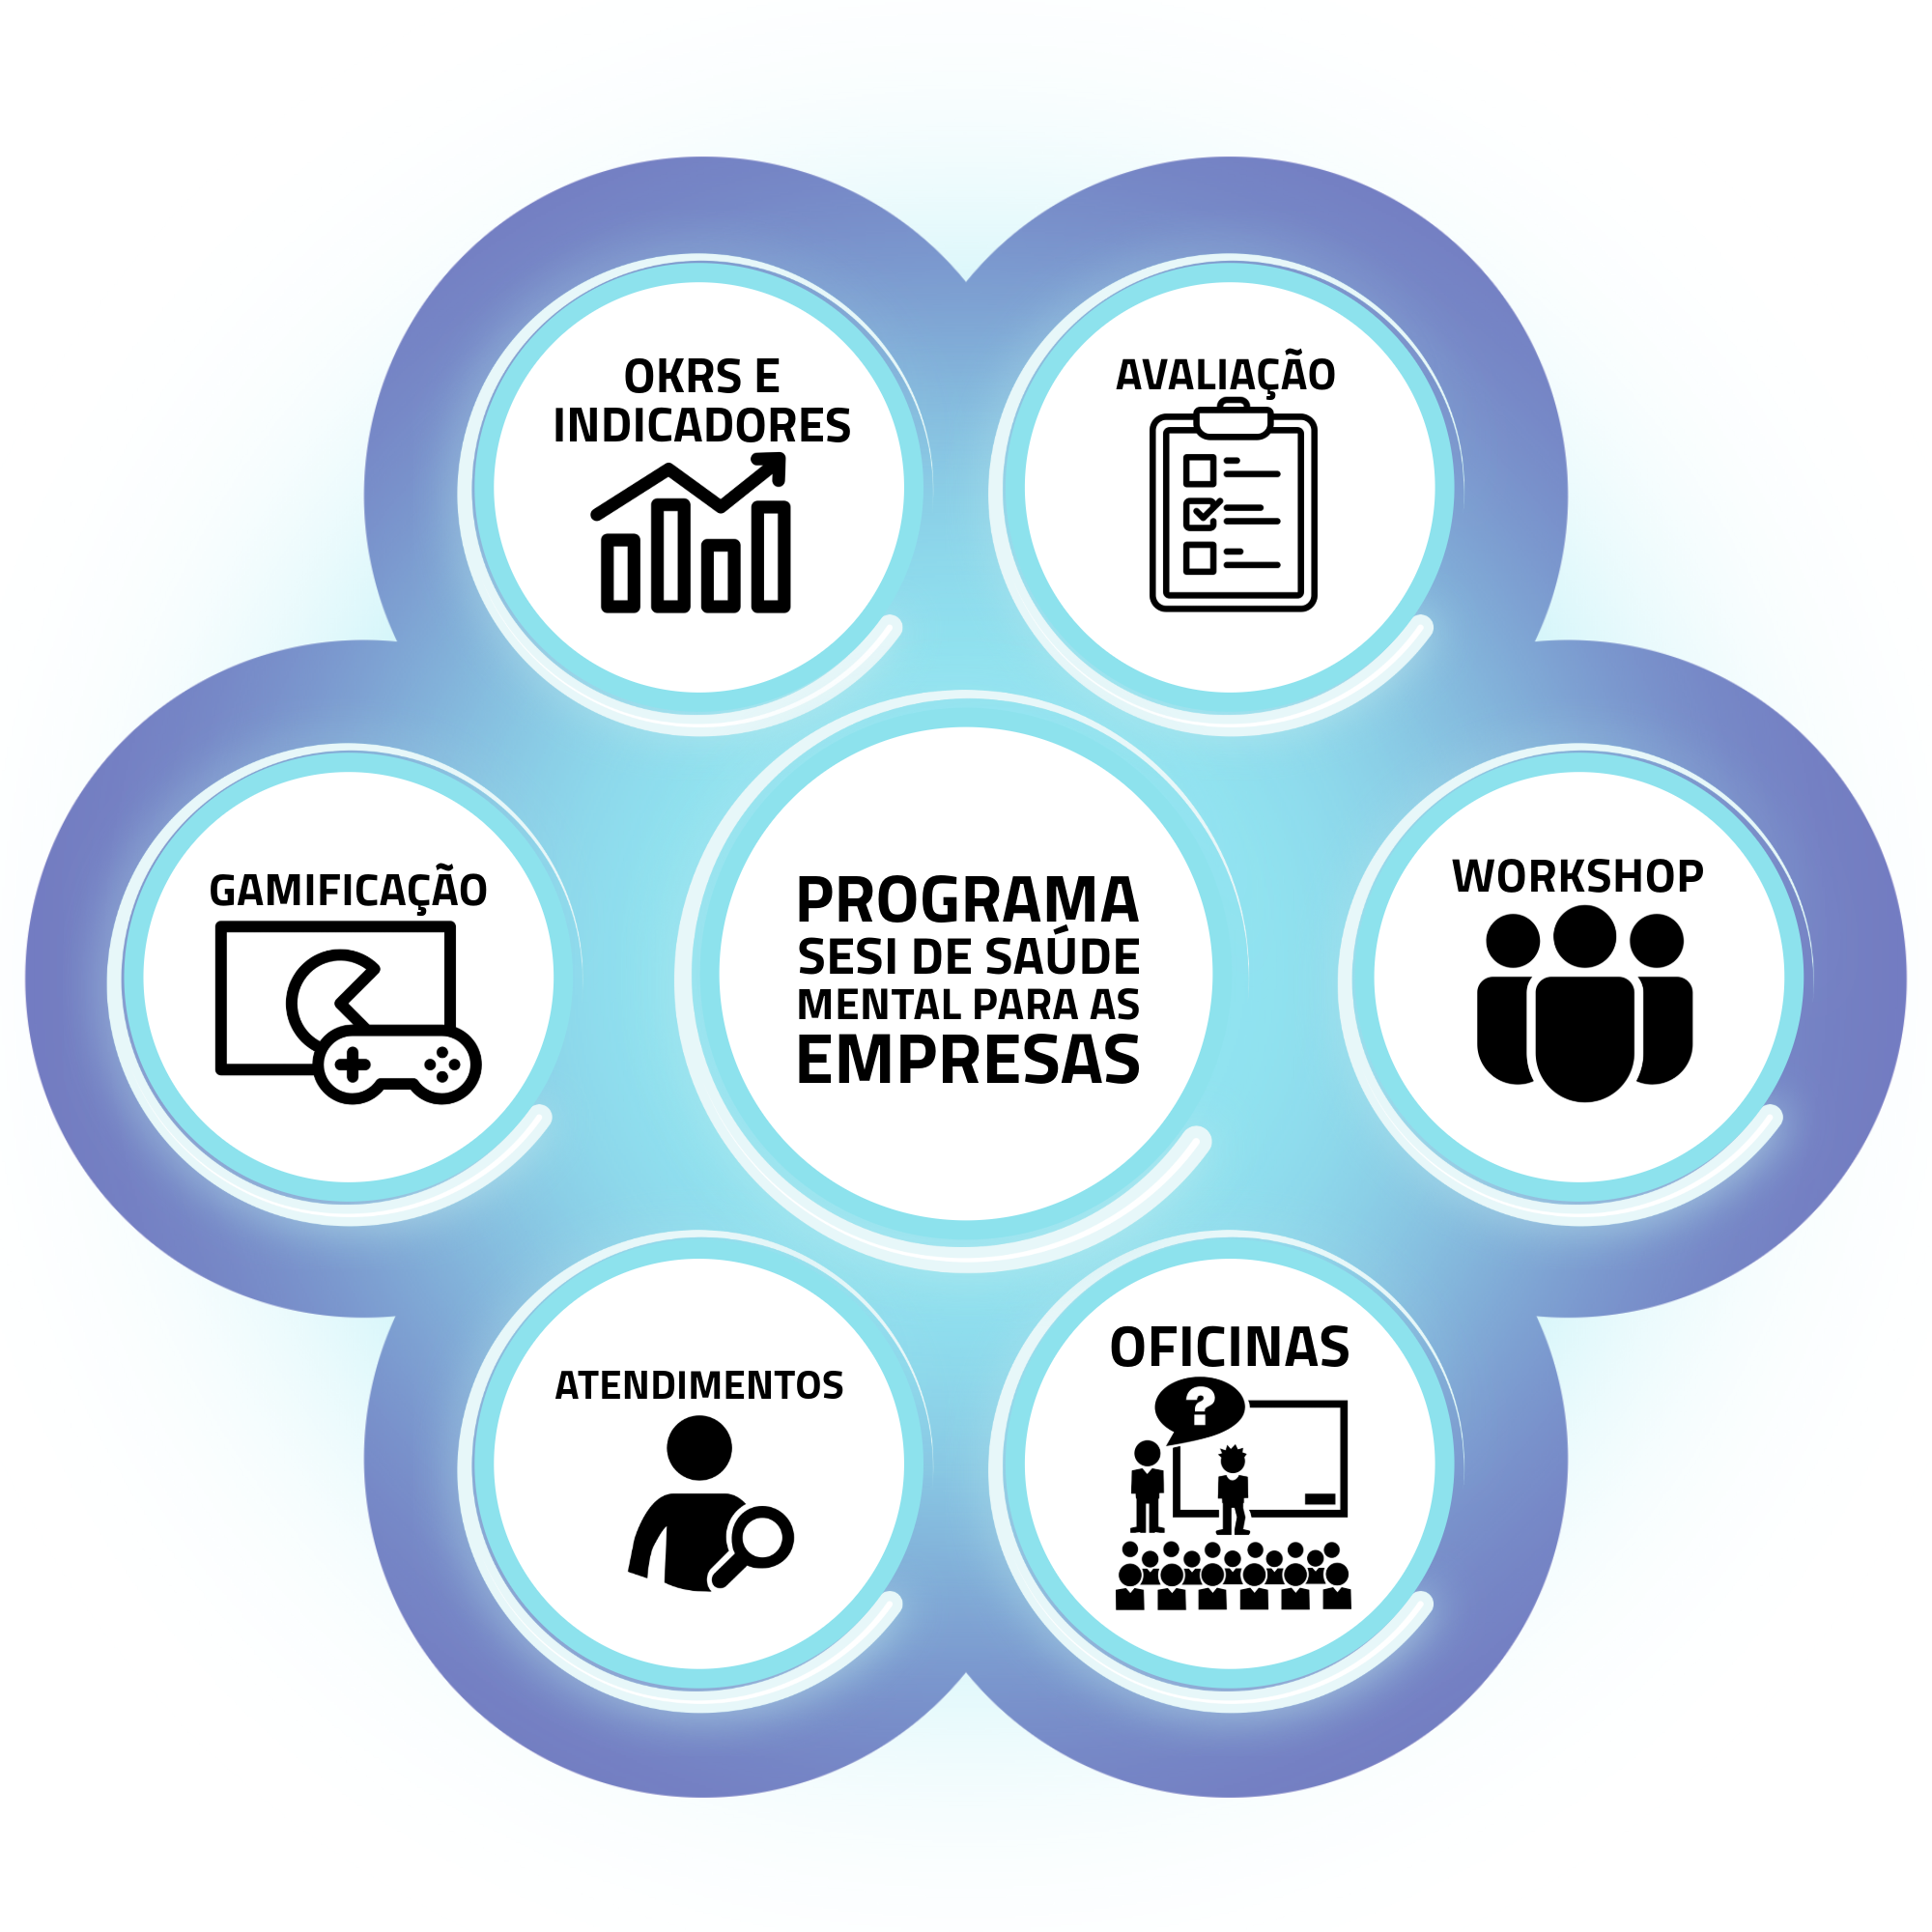 OKRS E
INDICADORES
AVALIAÇÃO
GAMIFICAÇÃO
PROGRAMA
SESI DE SAÚDE
MENTAL PARA AS
EMPRESAS
WORKSHOP
ATENDIMENTOS
OFICINAS
?